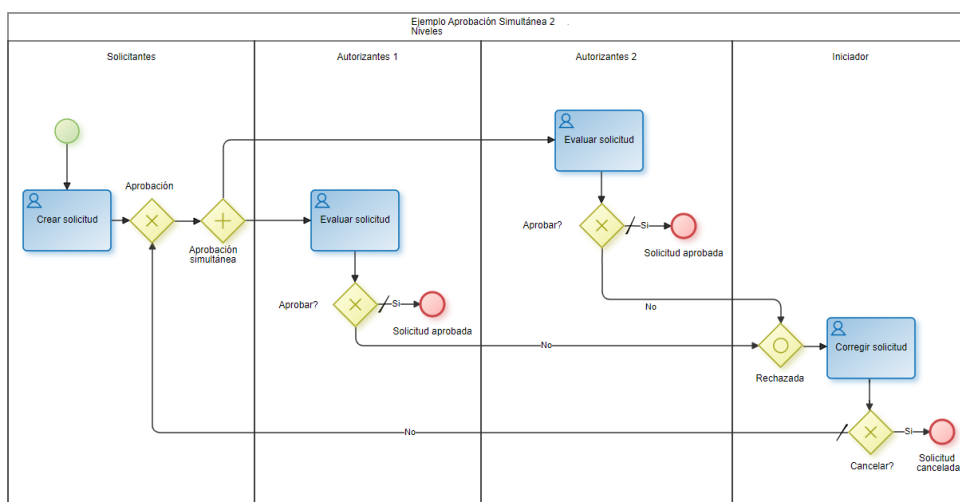 Ejemplo Aprobación Simultánea 2
Niveles
Solicitantes
Autorizantes 1
Autorizantes 2
Iniciador
Crear solicitud
Aprobación
Aprobación
simultánea
Evaluar solicitud
Aprobar?
Si
Solicitud aprobada
No
Evaluar solicitud
Aprobar?
Si
Solicitud aprobada
No
Rechazada
Corregir solicitud
Cancelar?
Si
Solicitud
cancelada
No